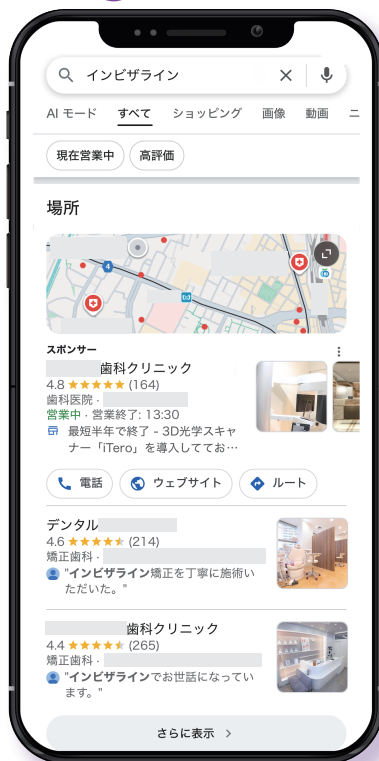 インビザライン
AI モード すべて ショッピング 画像 動画 ニ
現在営業中 高評価
場所
4
スポンサー
歯科クリニック
4.8 ★★★★★ (164)
歯科医院 ·
営業中 · 営業終了: 13:30
最短半年で終了 - 3D光学スキャ
ナー「iTero」を導入しててお…
電話 ウェブサイト ルート
デンタル
4.6 ★★★★★ (214)
矯正歯科 ·
"インビザライン矯正を丁寧に施術い
ただいた。"
歯科クリニック
4.4 ★★★★★ (265)
矯正歯科 ·
"インビザラインでお世話になってい
ます。"
さらに表示 >